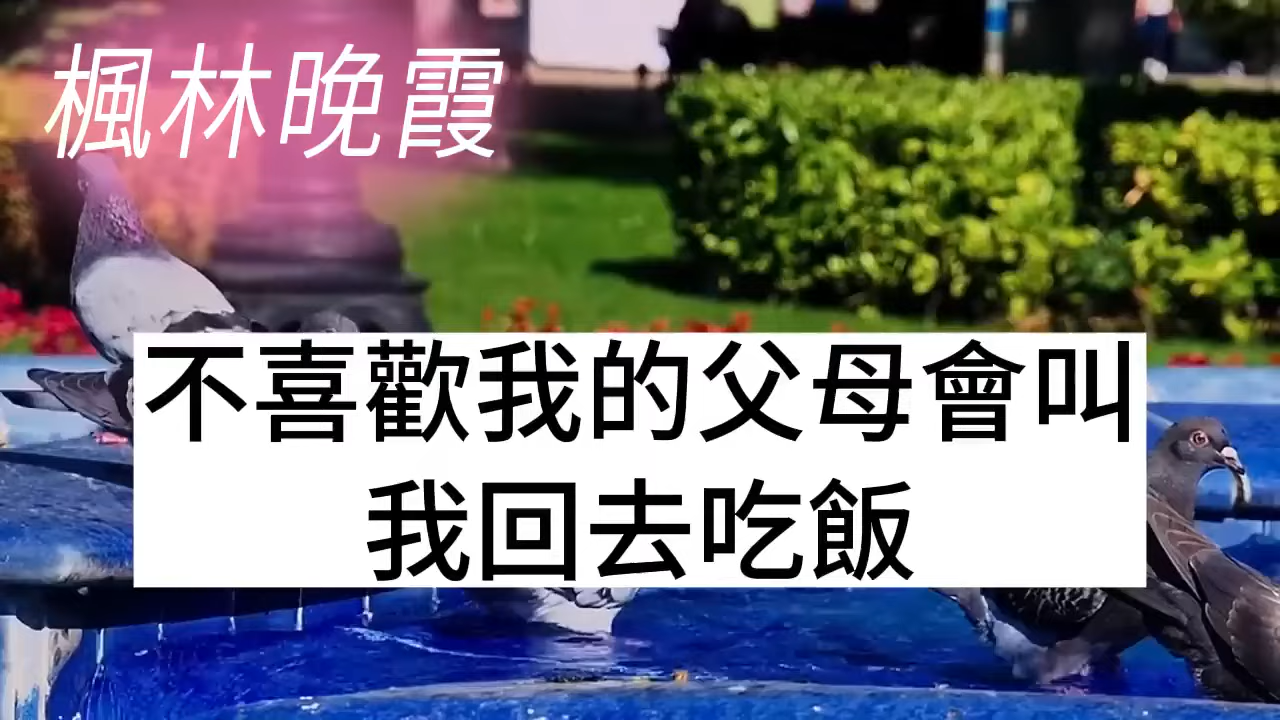 楓林晚霞
不喜歡我的父母會叫
我回去吃飯